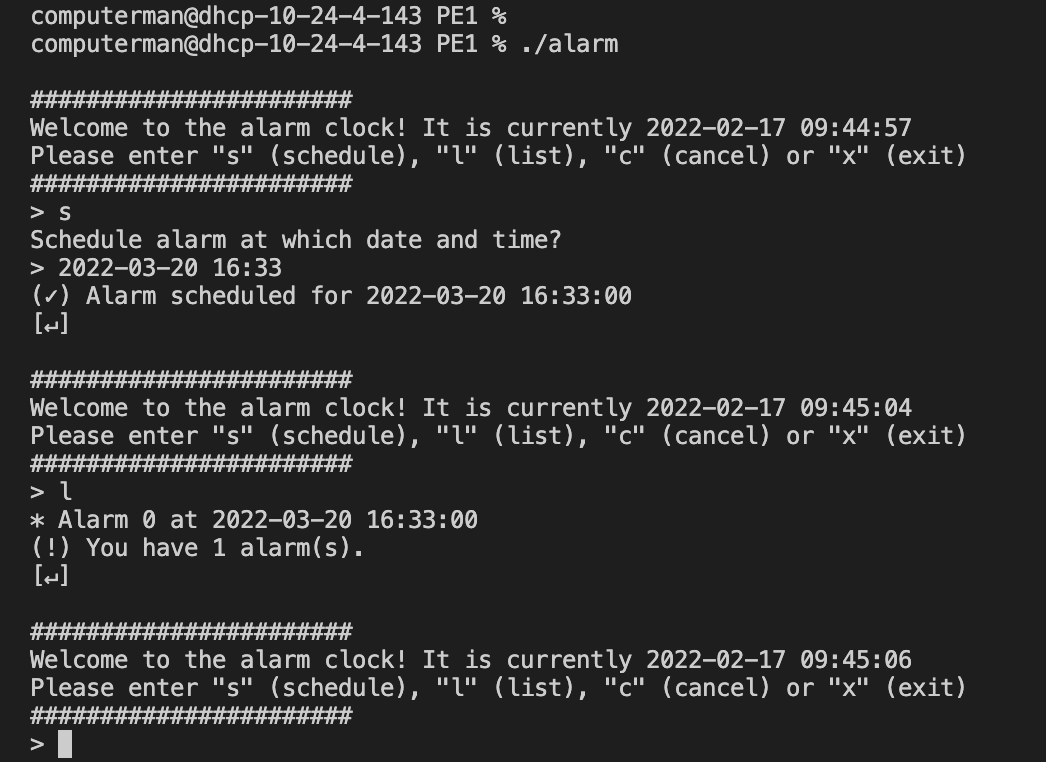 computerman@dhcp-10-24-4-143 PE1 %
computerman@dhcp-10-24-4-143 PE1 % ./alarm
#######################
Welcome to the alarm clock! It is currently 2022-02-17 09:44:57
Please enter "s" (schedule), "l" (list), "c" (cancel) or "x" (exit)
#######################
> s
Schedule alarm at which date and time?
> 2022-03-20 16:33
(✓) Alarm scheduled for 2022-03-20 16:33:00
[↵]
#######################
Welcome to the alarm clock! It is currently 2022-02-17 09:45:04
Please enter "s" (schedule), "l" (list), "c" (cancel) or "x" (exit)
#######################
> l
* Alarm 0 at 2022-03-20 16:33:00
(!) You have 1 alarm(s).
[↵]
#######################
Welcome to the alarm clock! It is currently 2022-02-17 09:45:06
Please enter "s" (schedule), "l" (list), "c" (cancel) or "x" (exit)
#######################
>